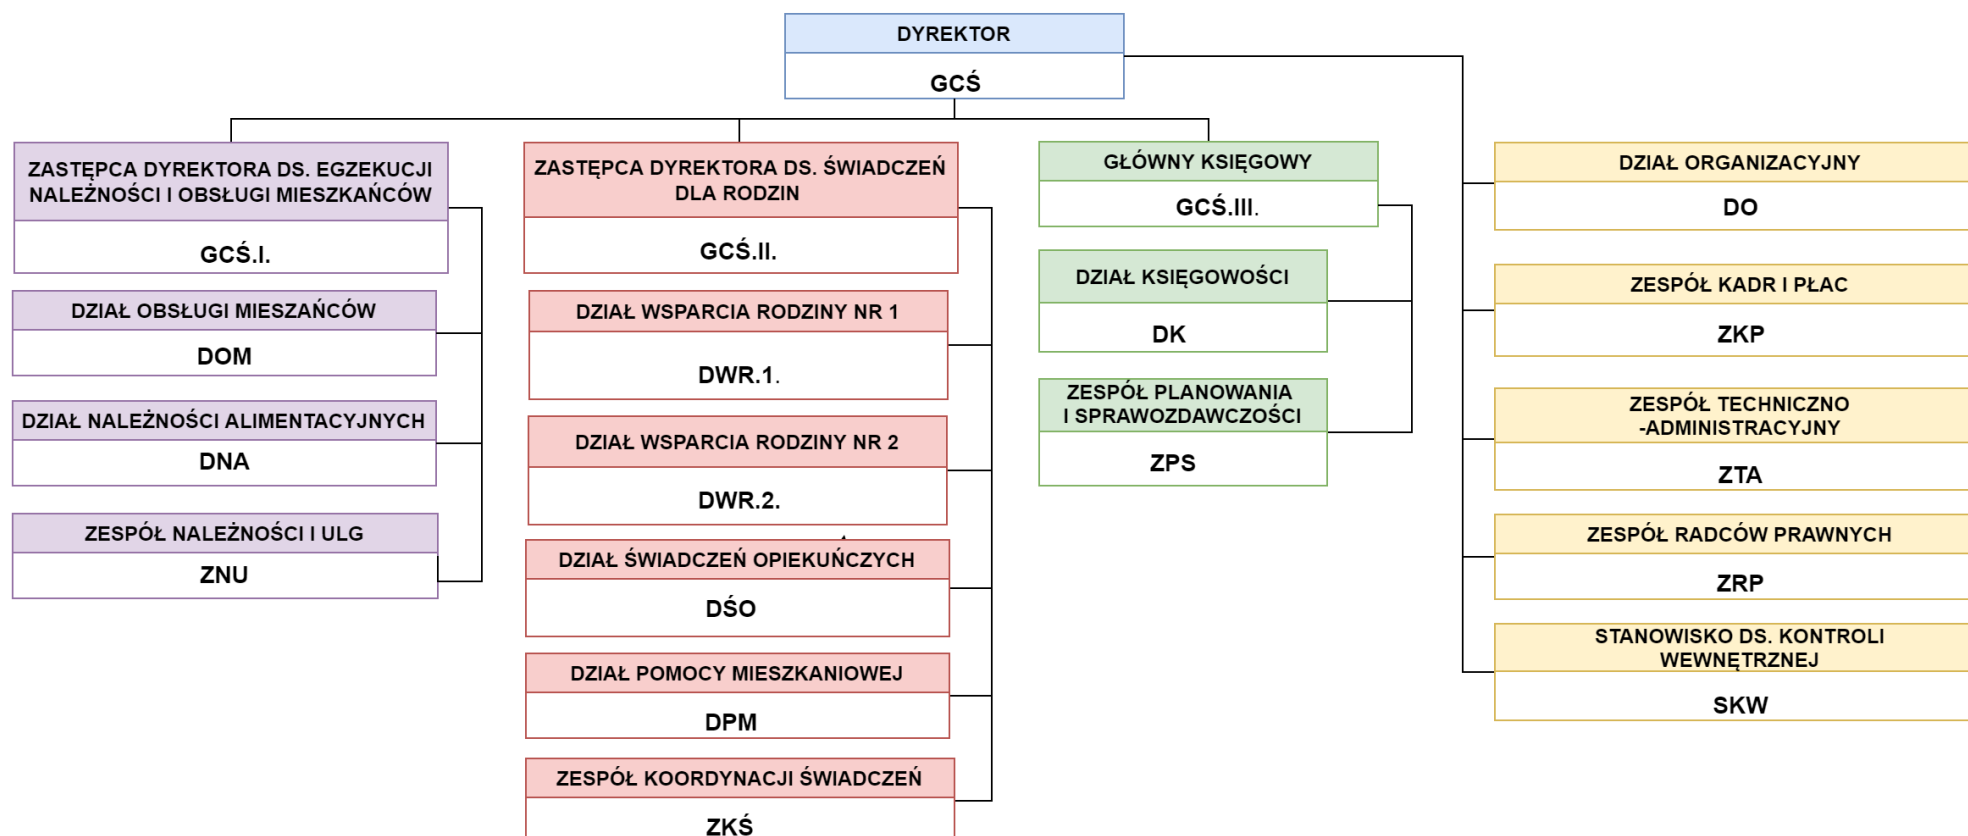 DYREKTOR
GCŚ
ZASTĘPCA DYREKTORA DS. EGZEKUCJI
NALEŻNOŚCI I OBSŁUGI MIESZKAŃCÓW
GCŚ.I.
DZIAŁ OBSŁUGI MIESZAŃCÓW
DOM
DZIAŁ NALEŻNOŚCI ALIMENTACYJNYCH
DNA
ZESPÓŁ NALEŻNOŚCI I ULG
ZNU
ZASTĘPCA DYREKTORA DS. ŚWIADCZEŃ
DLA RODZIN
GCŚ.II.
DZIAŁ WSPARCIA RODZINY NR 1
DWR.1.
DZIAŁ WSPARCIA RODZINY NR 2
DWR.2.
DZIAŁ ŚWIADCZEŃ OPIEKUŃCZYCH
DŚO
DZIAŁ POMOCY MIESZKANIOWEJ
DPM
ZESPÓŁ KOORDYNACJI ŚWIADCZEŃ
ZKŚ
GŁÓWNY KSIĘGOWY
GCŚ.III.
DZIAŁ KSIĘGOWOŚCI
DK
ZESPÓŁ PLANOWANIA
I SPRAWOZDAWCZOŚCI
ZPS
DZIAŁ ORGANIZACYJNY
DO
ZESPÓŁ KADR I PŁAC
ZKP
ZESPÓŁ TECHNICZNO
-ADMINISTRACYJNY
ZTA
ZESPÓŁ RADCÓW PRAWNYCH
ZRP
STANOWISKO DS. KONTROLI
WEWNĘTRZNEJ
SKW